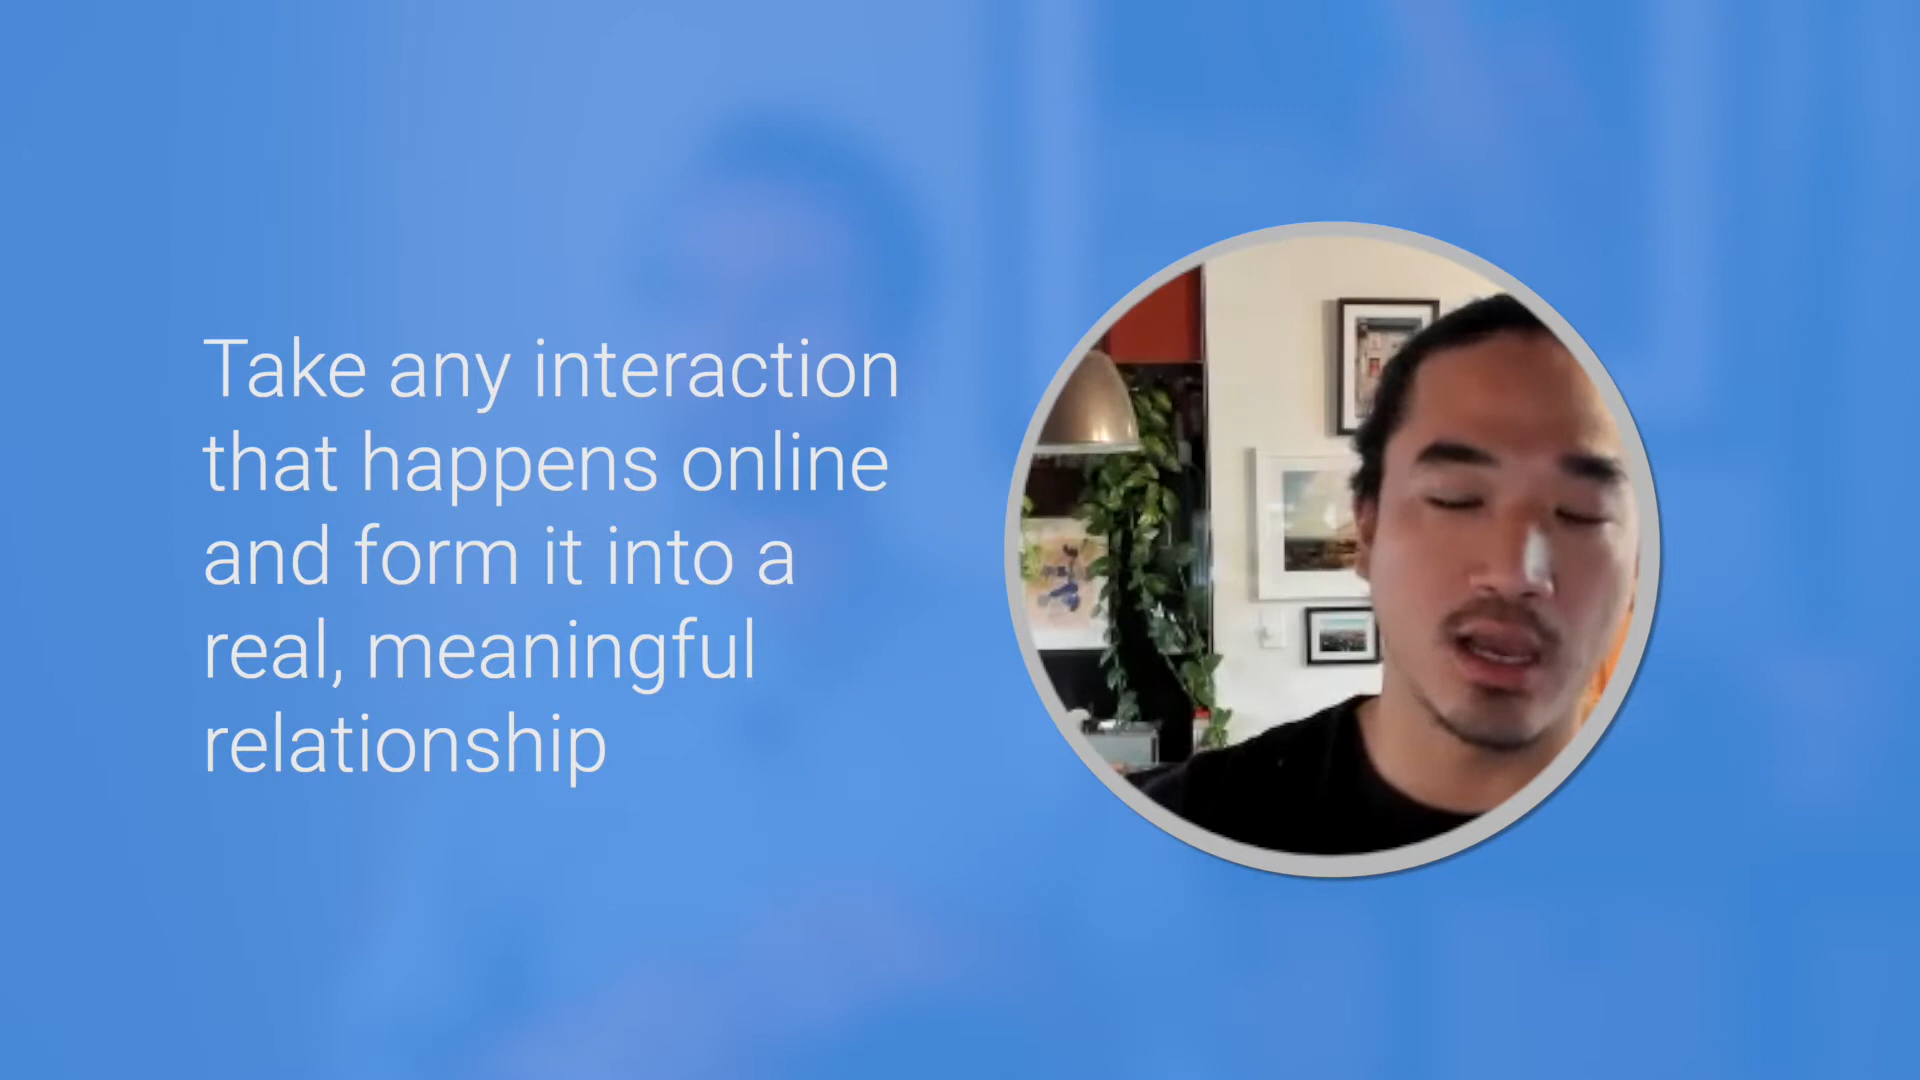 Take any interaction
that happens online
and form it into a
real, meaningful
relationship